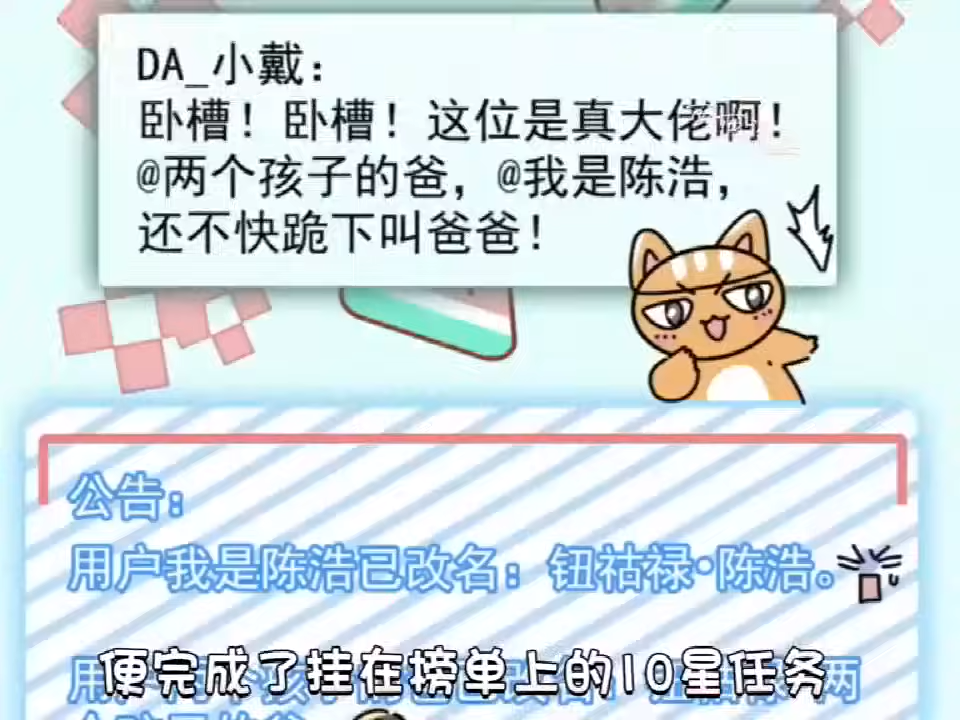 DA_小戴：
卧槽！卧槽！这位是真大佬啊！
@两个孩子的爸，@我是陈浩，
还不快跪下叫爸爸！
公告：
用户我是陈浩已改名：钮祜禄·陈浩。
便完成了挂在榜单上的10星任务